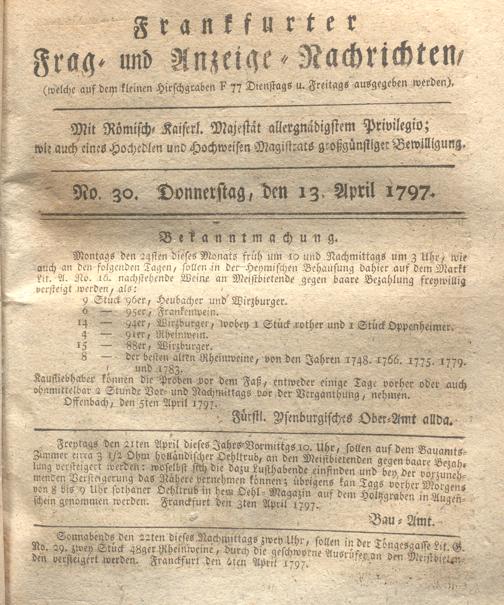 Frankfurter
Frag- und Anzeige-Nachrichten,
(welche auf dem kleinen Hirschgraben F 77 Dienstags u. Freitags ausgegeben werden).
Mit Römisch-Kaiserl. Majestät allergnädigstem Privilegio;
wie auch eines Hochedlen und Hochweisen Magistrats großgünstiger Bewilligung.
No. 30. Donnerstag, den 13. April 1797.
Bekanntmachung.
Montags den 24sten dieses Monats früh um 10 und Nachmittags um 3 Uhr, wie
auch an den folgenden Tagen, sollen in der Heymischen Behausung dahier auf dem Markt
Lit. A. No. 16. nachstehende Weine an Meistbietende gegen baare Bezahlung freywillig
versteigt werden, als:
9 Stück 96er, Heubacher und Wirzburger.
6 — 95er, Frankenwein.
14 — 94er, Wirzburger, wobey 1 Stück rother und 1 Stück Oppenheimer.
4 — 91er, Rheinwein.
15 — 88er, Wirzburger.
8 — der besten alten Rheinweine, von den Jahren 1748. 1766. 1775. 1779.
und 1783.
Kaufliebhaber können die Proben vor dem Faß, entweder einige Tage vorher oder auch
ohnmittelbar 2 Stunde Vor- und Nachmittags vor der Verganthung, nehmen.
Offenbach, den 5ten April 1797.
Fürstl. Ysenburgisches Ober-Amt allda.
Freytags den 21ten April dieses Jahrs Vormittgs 10. Uhr, sollen auf dem Bauamts-
Zimmer circa 3 1/2 Ohm holländischer Oehltrub, an den Meistbietenden gegen baare Bezah-
lung versteigert werden: woselbst sich die dazu Lusthabende einfinden und bey der vorzuneh-
menden Versteigerung das Nähere vernehmen können; übrigens kan Tags vorher Morgens
von 8 bis 9 Uhr sothaner Oehltrub in dem Oehl-Magazin auf dem Holzgraben in Augen-
schein genommen werden. Frankfurt den 3ten April 1797.
Bau-Amt.
Sonnabends den 22ten dieses Nachmittags zwey Uhr, sollen in der Töngesgasse Lit. G.
No. 29. zwey Stück 48ger Rheinweine, durch die geschworne Ausrüfer an den Meistbieten-
den versteigert werden. Franckfurt den 4ten April 1797.